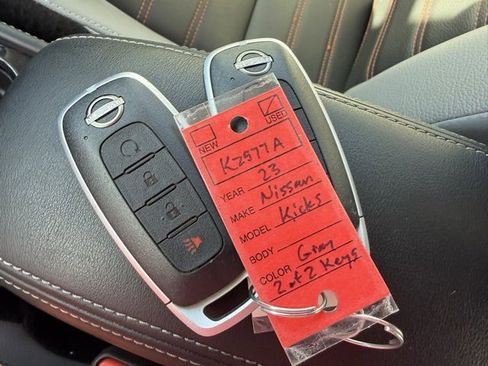 NEW USED
K2577A
YEAR 23
MAKE Nissan
MODEL Kicks
BODY
COLOR Gray
2 of 2 Keys